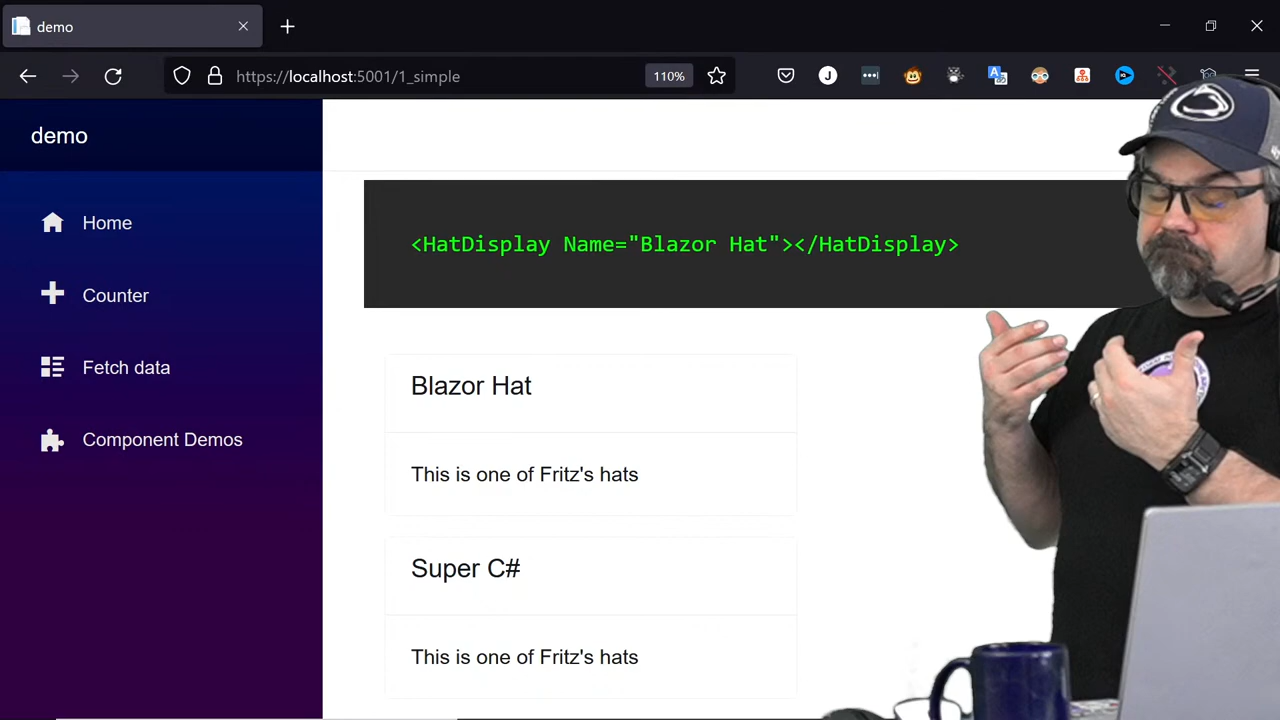 demo
https://localhost:5001/1_simple
110%
demo
Home
Counter
Fetch data
Component Demos
<HatDisplay Name="Blazor Hat"></HatDisplay>
Blazor Hat
This is one of Fritz's hats
Super C#
This is one of Fritz's hats